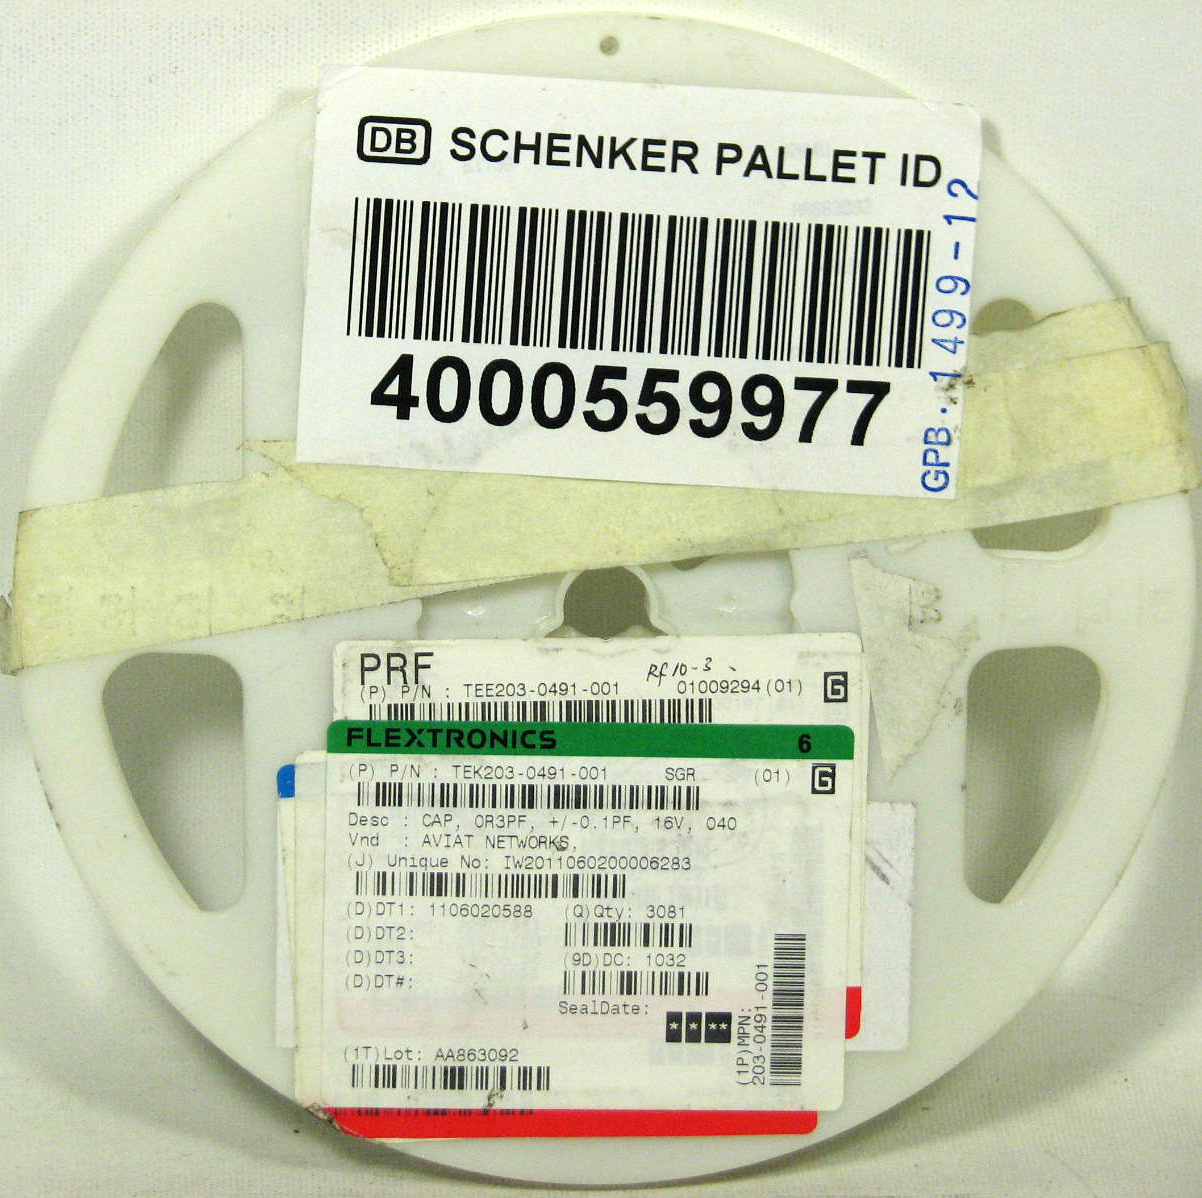 DB SCHENKER PALLET ID
4000559977
GPB·1499-12
PRF
Rf10-3
(P) P/N : TEE203-0491-001 01009294(01) G
FLEXTRONICS 6
(P) P/N : TEK203-0491-001 SGR (01) G
Desc : CAP, 0R3PF, +/-0.1PF, 16V, 040
Vnd : AVIAT NETWORKS,
(J) Unique No: IW2011060200006283
(D)DT1: 1106020588 (Q)Qty: 3081
(D)DT2:
(D)DT3: (9D)DC: 1032
(D)DT#:
SealDate:
* * **
(1P)MPN:
203-0491-001
(1T)Lot: AA863092